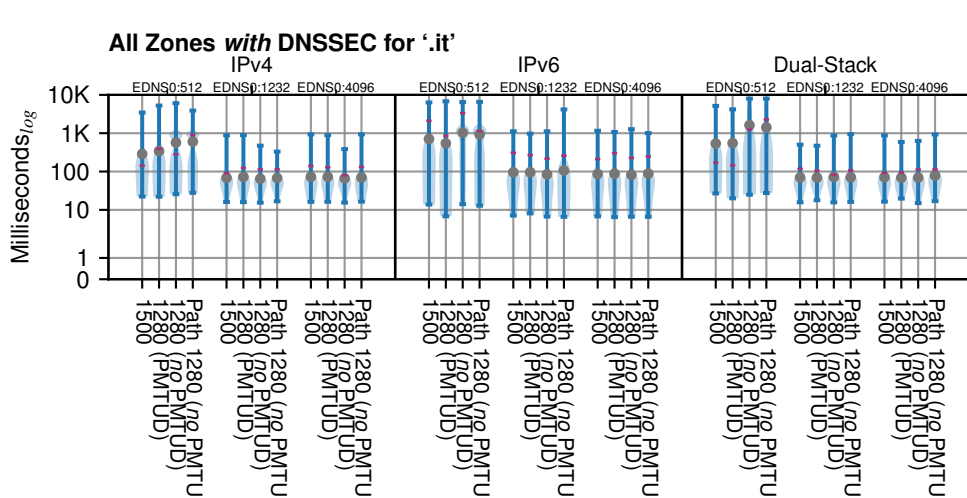 All Zones with DNSSEC for ‘.it’
IPv4
IPv6
Dual-Stack
EDNS0:512
EDNS0:1232
EDNS0:4096
EDNS0:512
EDNS0:1232
EDNS0:4096
EDNS0:512
EDNS0:1232
EDNS0:4096
Milliseconds log
10K
1K
100
10
1
0
1500
1280 (PMTUD)
1280 (no PMTUD)
Path 1280 (no PMTU
1500
1280 (PMTUD)
1280 (no PMTUD)
Path 1280 (no PMTU
1500
1280 (PMTUD)
1280 (no PMTUD)
Path 1280 (no PMTU
1500
1280 (PMTUD)
1280 (no PMTUD)
Path 1280 (no PMTU
1500
1280 (PMTUD)
1280 (no PMTUD)
Path 1280 (no PMTU
1500
1280 (PMTUD)
1280 (no PMTUD)
Path 1280 (no PMTU
1500
1280 (PMTUD)
1280 (no PMTUD)
Path 1280 (no PMTU
1500
1280 (PMTUD)
1280 (no PMTUD)
Path 1280 (no PMTU
1500
1280 (PMTUD)
1280 (no PMTUD)
Path 1280 (no PMTU